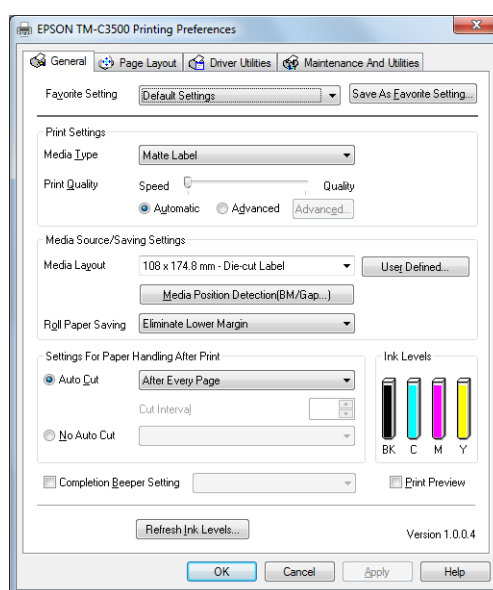 EPSON TM-C3500 Printing Preferences
General Page Layout Driver Utilities Maintenance And Utilities
Favorite Setting Default Settings Save As Favorite Setting...
Print Settings
Media Type Matte Label
Print Quality Speed Quality
Automatic Advanced Advanced...
Media Source/Saving Settings
Media Layout 108 x 174.8 mm - Die-cut Label User Defined...
Media Position Detection(BM/Gap...)
Roll Paper Saving Eliminate Lower Margin
Settings For Paper Handling After Print Ink Levels
Auto Cut After Every Page
Cut Interval
No Auto Cut
BK C M Y
Completion Beeper Setting Print Preview
Refresh Ink Levels... Version 1.0.0.4
OK Cancel Apply Help